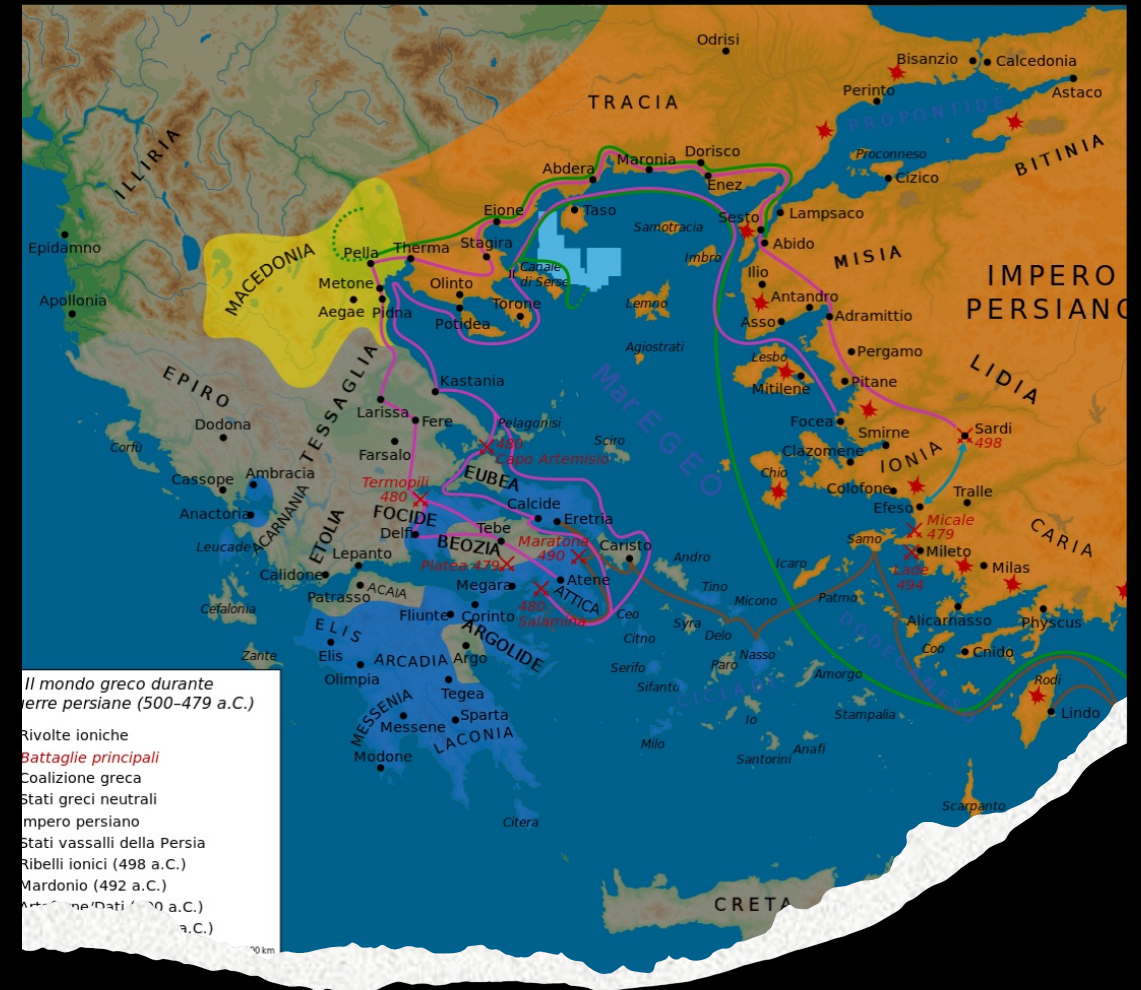 Odrisi
Bisanzio
Calcedonia
Perinto
Astaco
TRACIA
PROPONTIDE
BITINIA
ILLIRIA
Proconneso
Cizico
Abdera
Maronia
Dorisco
Enez
Eione
Taso
Sesto
Lampsaco
Samotracia
Abido
Epidamno
Pella
Therma
Stagira
Imbro
MISIA
MACEDONIA
Canale
di Serse
Ilio
IMPERO
PERSIANO
Metone
Olinto
Apollonia
Aegae
Pidna
Torone
Lemno
Antandro
Potidea
Asso
Adramittio
Agiostrati
Lesbo
Pergamo
EPIRO
TESSAGLIA
Kastania
Mar EGEO
Mitilene
Pitane
LIDIA
Larissa
Fere
Pelagonisi
Focea
Dodona
Sciro
Smirne
Sardi
498
Corfù
Farsalo
480
Capo Artemisio
Clazomene
IONIA
Cassope
Ambracia
Termopili
480
EUBEA
Chio
Colofone
Tralle
Anactoria
ACARNANIA
ETOLIA
FOCIDE
Calcide
Eretria
Efeso
Micale
479
CARIA
Leucade
Delfi
Tebe
BEOZIA
Maratona
490
Caristo
Samo
Mileto
Lade
494
Lepanto
Platea 479
Andro
Icaro
Milas
Calidone
Patrasso
ACAIA
Megara
Atene
ATTICA
Tino
Micono
Patmo
Cefalonia
Fliunte
Corinto
480
Salamina
Ceo
Syra
Delo
Alicarnasso
Physcus
ELIS
ARGOLIDE
Citno
DODECANESO
Coo
Cnido
Zante
Elis
ARCADIA
Argo
Serifo
Paro
Nasso
Olimpia
Tegea
Sifanto
CICLADI
Amorgo
Rodi
MESSENIA
Messene
Sparta
LACONIA
Io
Stampalia
Lindo
Modone
Milo
Santorini
Anafi
Citera
Scarpanto
CRETA
Il mondo greco durante
uerre persiane (500–479 a.C.)
Rivolte ioniche
Battaglie principali
Coalizione greca
Stati greci neutrali
mpero persiano
Stati vassalli della Persia
Ribelli ionici (498 a.C.)
Mardonio (492 a.C.)
a.C.)
a.C.)
km